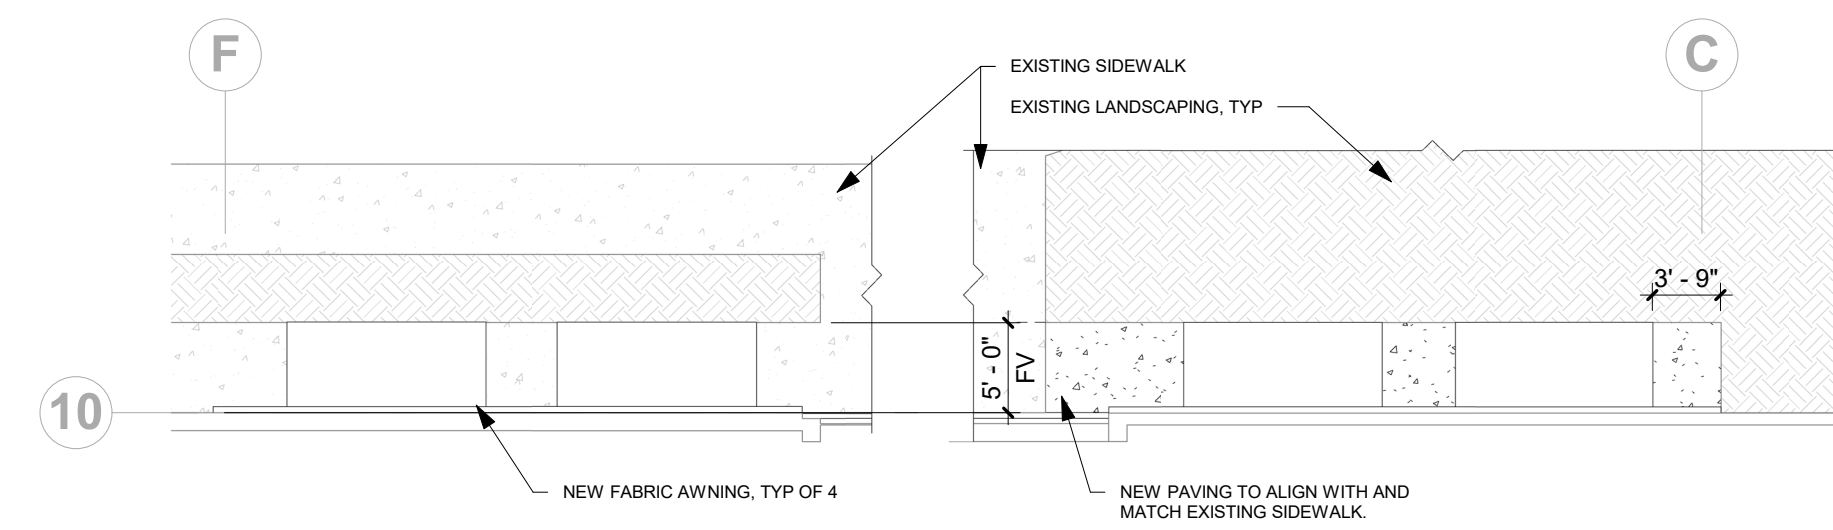 F
C
EXISTING SIDEWALK
EXISTING LANDSCAPING, TYP
3' - 9"
5' - 0"
FV
10
NEW FABRIC AWNING, TYP OF 4
NEW PAVING TO ALIGN WITH AND
MATCH EXISTING SIDEWALK.